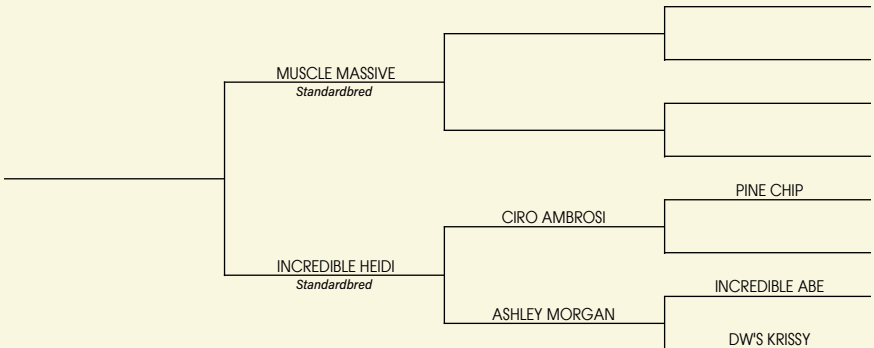 MUSCLE MASSIVE
Standardbred
PINE CHIP
CIRO AMBROSI
INCREDIBLE HEIDI
Standardbred
INCREDIBLE ABE
ASHLEY MORGAN
DW'S KRISSY